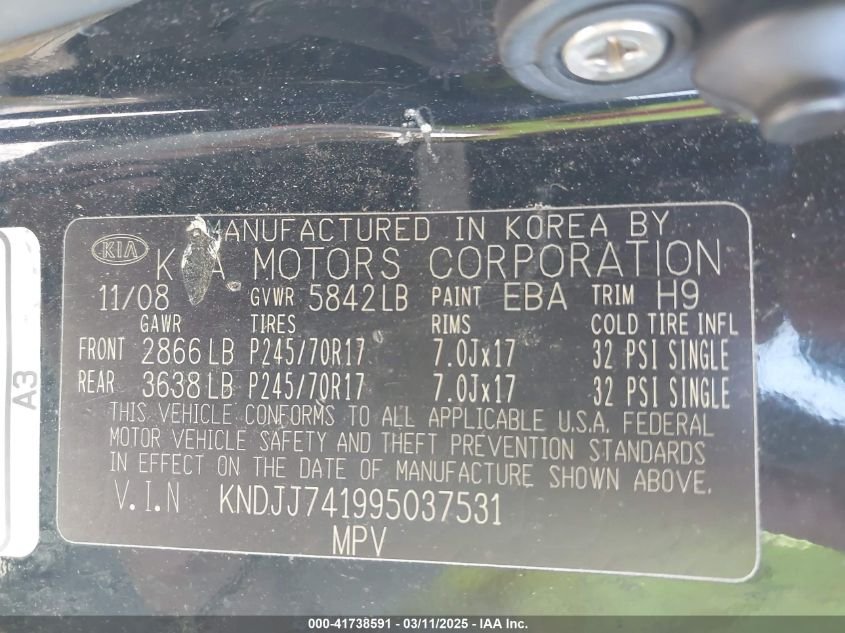 MANUFACTURED IN KOREA BY
KIA KIA MOTORS CORPORATION
11/08 GVWR 5842LB PAINT EBA TRIM H9
GAWR TIRES RIMS COLD TIRE INFL
FRONT 2866LB P245/70R17 7.0Jx17 32 PSI SINGLE
REAR 3638LB P245/70R17 7.0Jx17 32 PSI SINGLE
THIS VEHICLE CONFORMS TO ALL APPLICABLE U.S.A. FEDERAL
MOTOR VEHICLE SAFETY AND THEFT PREVENTION STANDARDS
IN EFFECT ON THE DATE OF MANUFACTURE SHOWN ABOVE.
V.I.N KNDJJ741995037531
MPV
A3
000-41738591 - 03/11/2025 - IAA Inc.